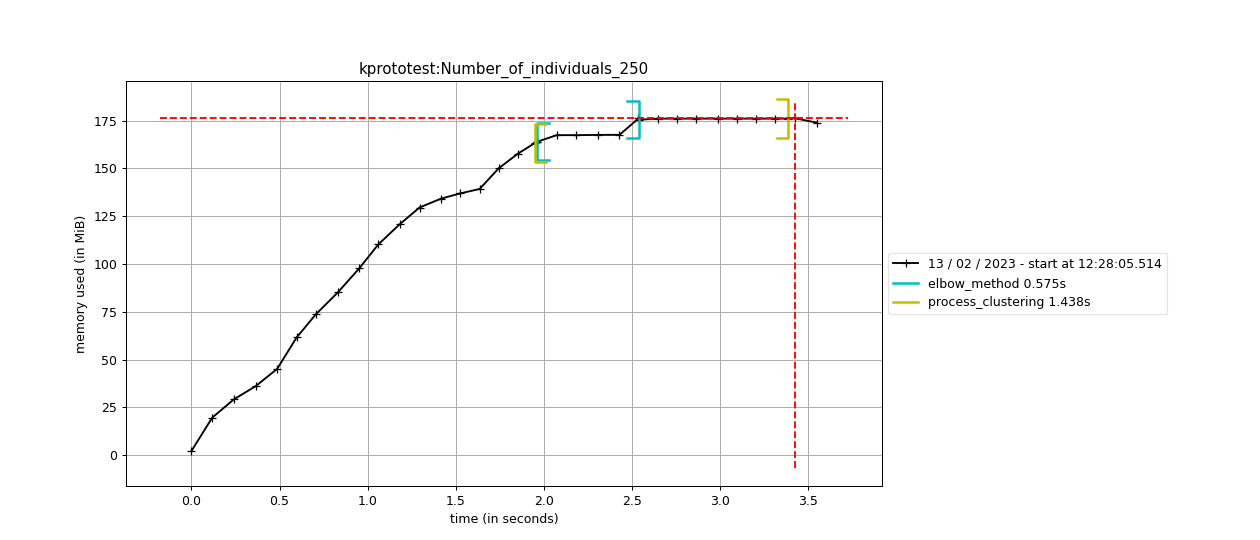 kprototest:Number_of_individuals_250
memory used (in MiB)
175
150
125
100
75
50
25
0
0.0 0.5 1.0 1.5 2.0 2.5 3.0 3.5
time (in seconds)
13 / 02 / 2023 - start at 12:28:05.514
elbow_method 0.575s
process_clustering 1.438s